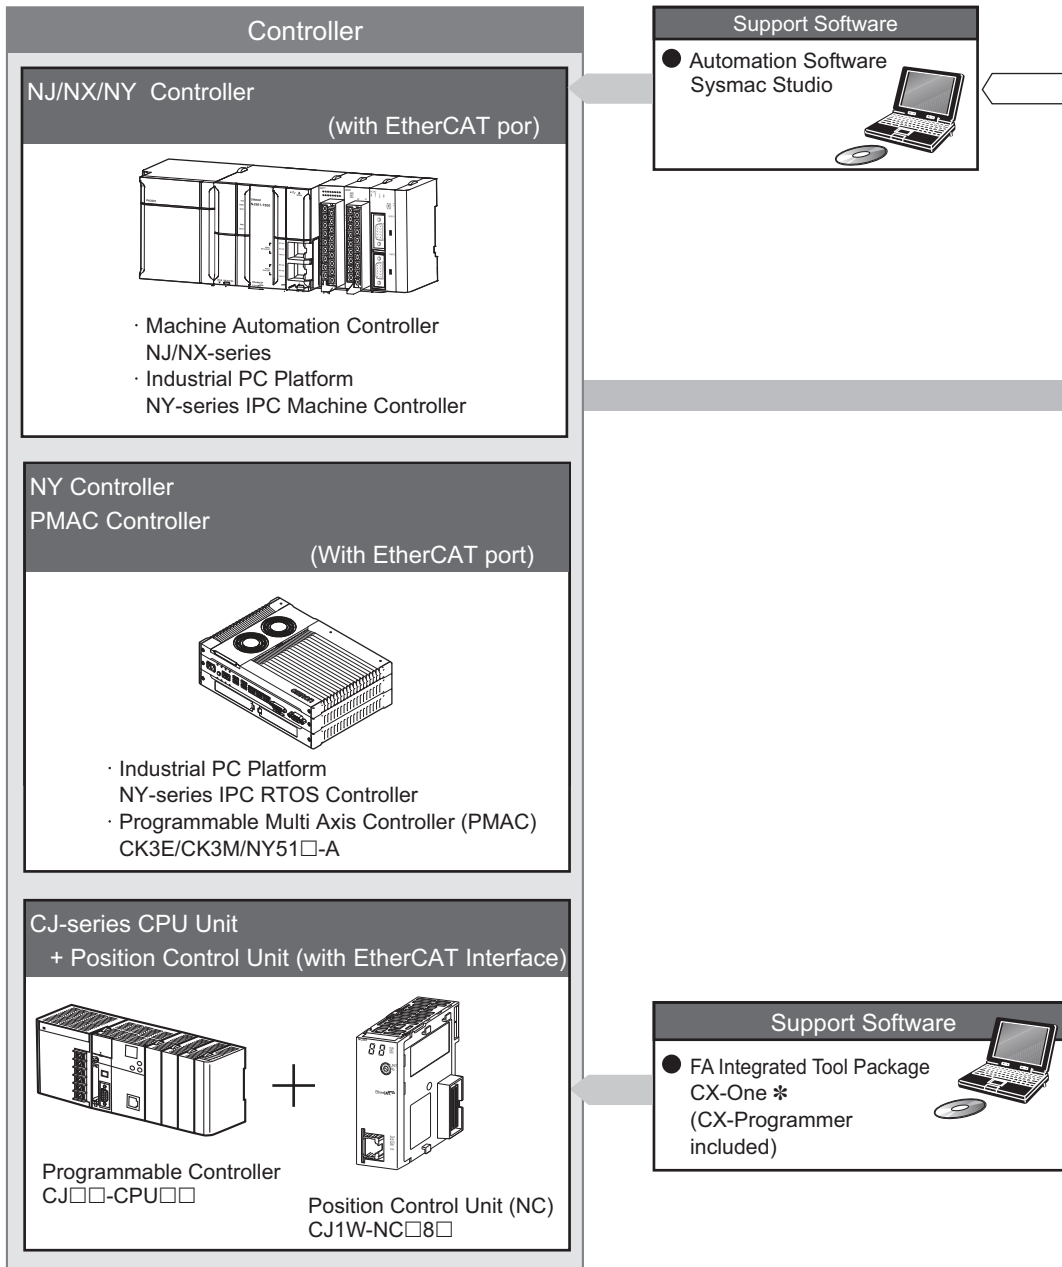 Controller
NJ/NX/NY Controller
(with EtherCAT por)
· Machine Automation Controller
NJ/NX-series
· Industrial PC Platform
NY-series IPC Machine Controller
NY Controller
PMAC Controller
(With EtherCAT port)
· Industrial PC Platform
NY-series IPC RTOS Controller
· Programmable Multi Axis Controller (PMAC)
CK3E/CK3M/NY51□-A
CJ-series CPU Unit
+ Position Control Unit (with EtherCAT Interface)
Programmable Controller
CJ□□-CPU□□
Position Control Unit (NC)
CJ1W-NC□8□
Support Software
● Automation Software
Sysmac Studio
Support Software
● FA Integrated Tool Package
CX-One ✻
(CX-Programmer
included)